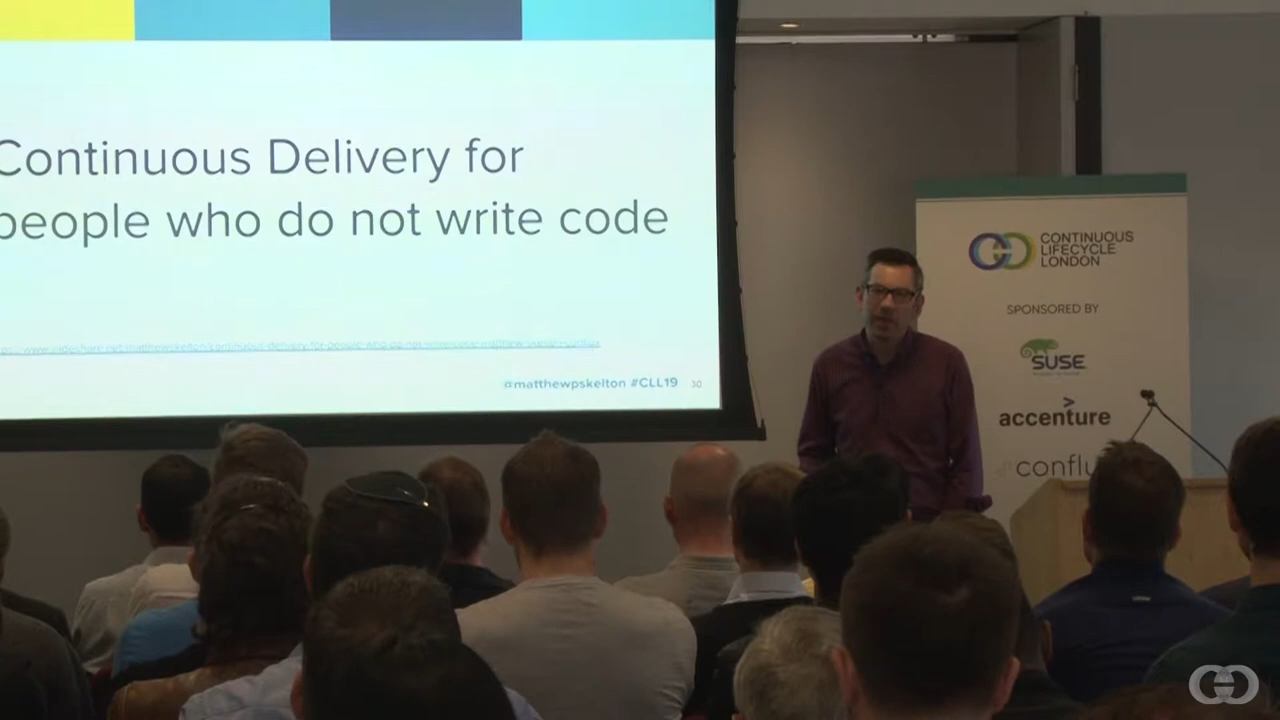 Continuous Delivery for
people who do not write code
@matthewpskelton #CLL19
30
CONTINUOUS
LIFECYCLE
LONDON
SPONSORED BY
SUSE
accenture
conflu